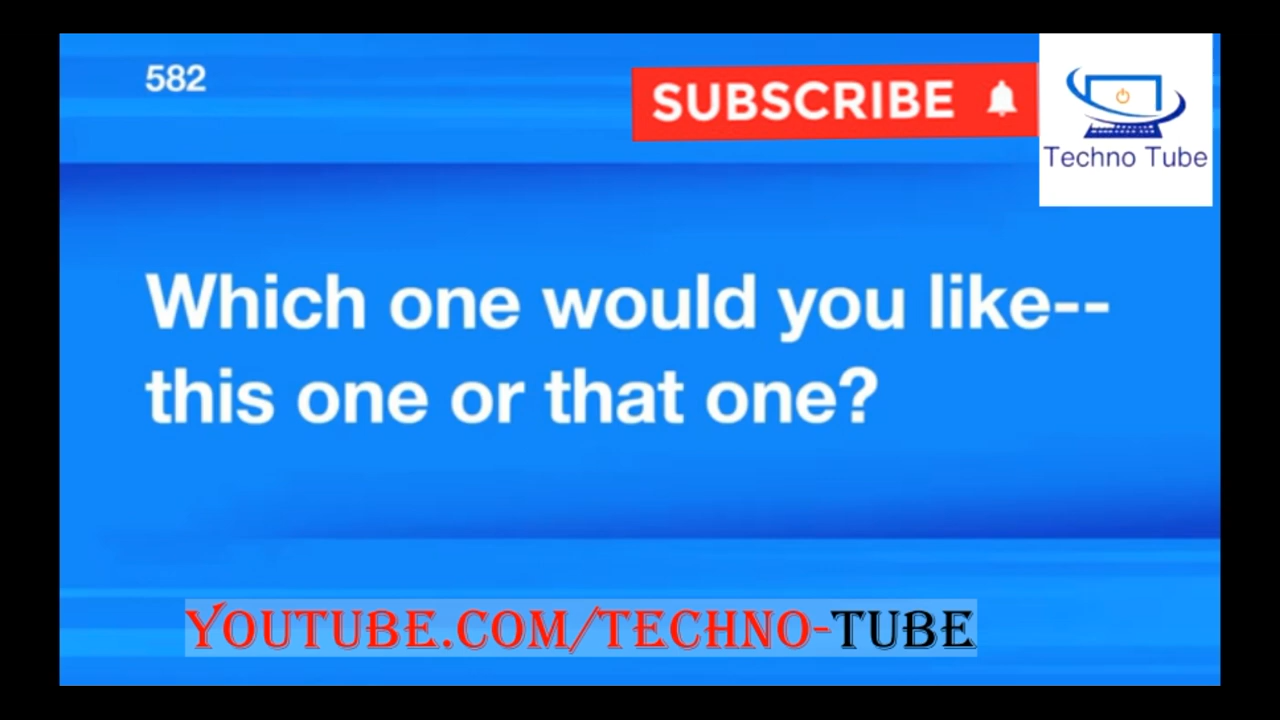 582
SUBSCRIBE
Techno Tube
Which one would you like--
this one or that one?
YOUTUBE.COM/TECHNO-TUBE